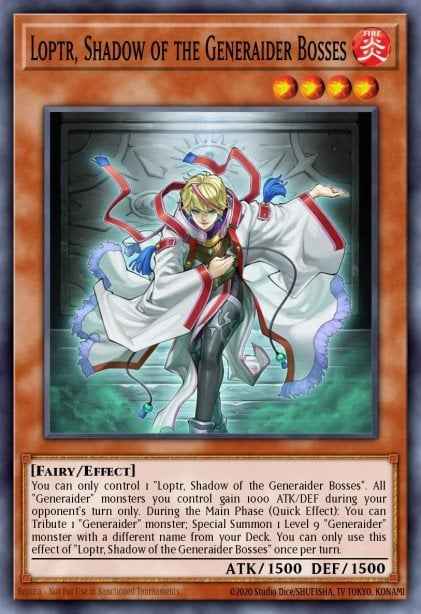 Loptr, Shadow of the Generaider Bosses
FIRE
炎
[Fairy/Effect]
You can only control 1 "Loptr, Shadow of the Generaider Bosses". All
"Generaider" monsters you control gain 1000 ATK/DEF during your
opponent's turn only. During the Main Phase (Quick Effect): You can
Tribute 1 "Generaider" monster; Special Summon 1 Level 9 "Generaider"
monster with a different name from your Deck. You can only use this
effect of "Loptr, Shadow of the Generaider Bosses" once per turn.
ATK/1500 DEF/1500
Replica - Not For Use in Sanctioned Tournaments
©2020 Studio Dice/SHUEISHA, TV TOKYO, KONAMI